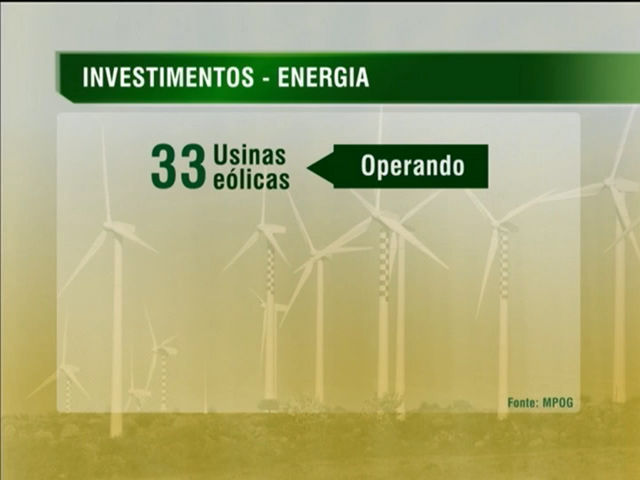 INVESTIMENTOS - ENERGIA
33 Usinas
eólicas
Operando
Fonte: MPOG